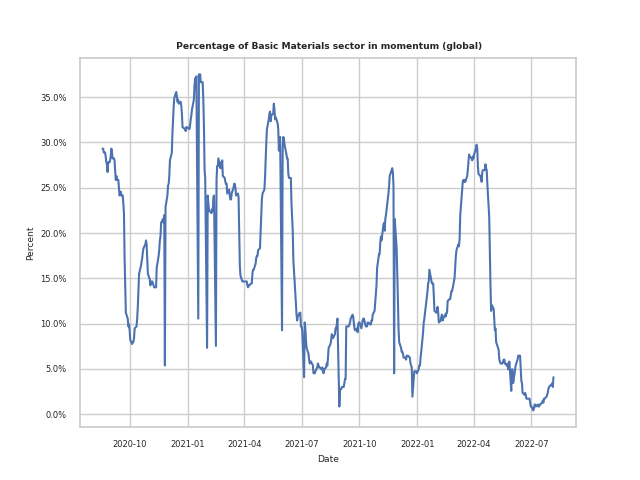 Percentage of Basic Materials sector in momentum (global)
35.0%
30.0%
25.0%
20.0%
15.0%
10.0%
5.0%
0.0%
Percent
2020-10 2021-01 2021-04 2021-07 2021-10 2022-01 2022-04 2022-07
Date